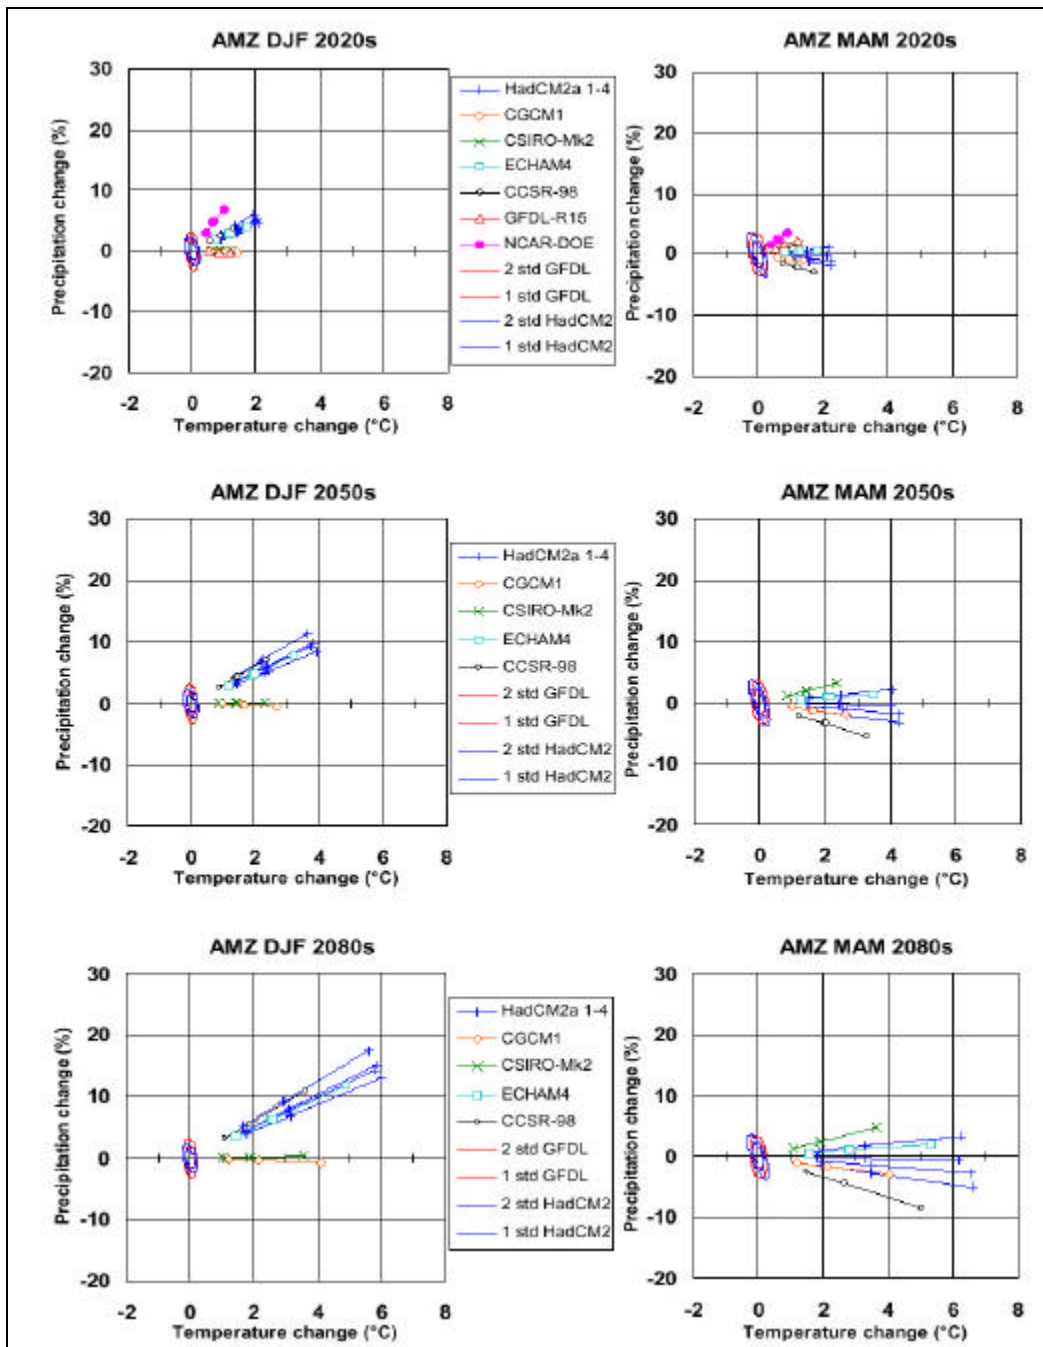 AMZ DJF 2020s
30
20
10
0
-10
-20
-2 0 2 4 6 8
Precipitation change (%)
Temperature change (°C)
HadCM2a 1-4
CGCM1
CSIRO-Mk2
ECHAM4
CCSR-98
GFDL-R15
NCAR-DOE
2 std GFDL
1 std GFDL
2 std HadCM2
1 std HadCM2
AMZ MAM 2020s
30
20
10
0
-10
-20
-2 0 2 4 6 8
Precipitation change (%)
Temperature change (°C)
AMZ DJF 2050s
30
20
10
0
-10
-20
-2 0 2 4 6 8
Precipitation change (%)
Temperature change (°C)
HadCM2a 1-4
CGCM1
CSIRO-Mk2
ECHAM4
CCSR-98
2 std GFDL
1 std GFDL
2 std HadCM2
1 std HadCM2
AMZ MAM 2050s
30
20
10
0
-10
-20
-2 0 2 4 6 8
Precipitation change (%)
Temperature change (°C)
AMZ DJF 2080s
30
20
10
0
-10
-20
-2 0 2 4 6 8
Precipitation change (%)
Temperature change (°C)
HadCM2a 1-4
CGCM1
CSIRO-Mk2
ECHAM4
CCSR-98
2 std GFDL
1 std GFDL
2 std HadCM2
1 std HadCM2
AMZ MAM 2080s
30
20
10
0
-10
-20
-2 0 2 4 6 8
Precipitation change (%)
Temperature change (°C)